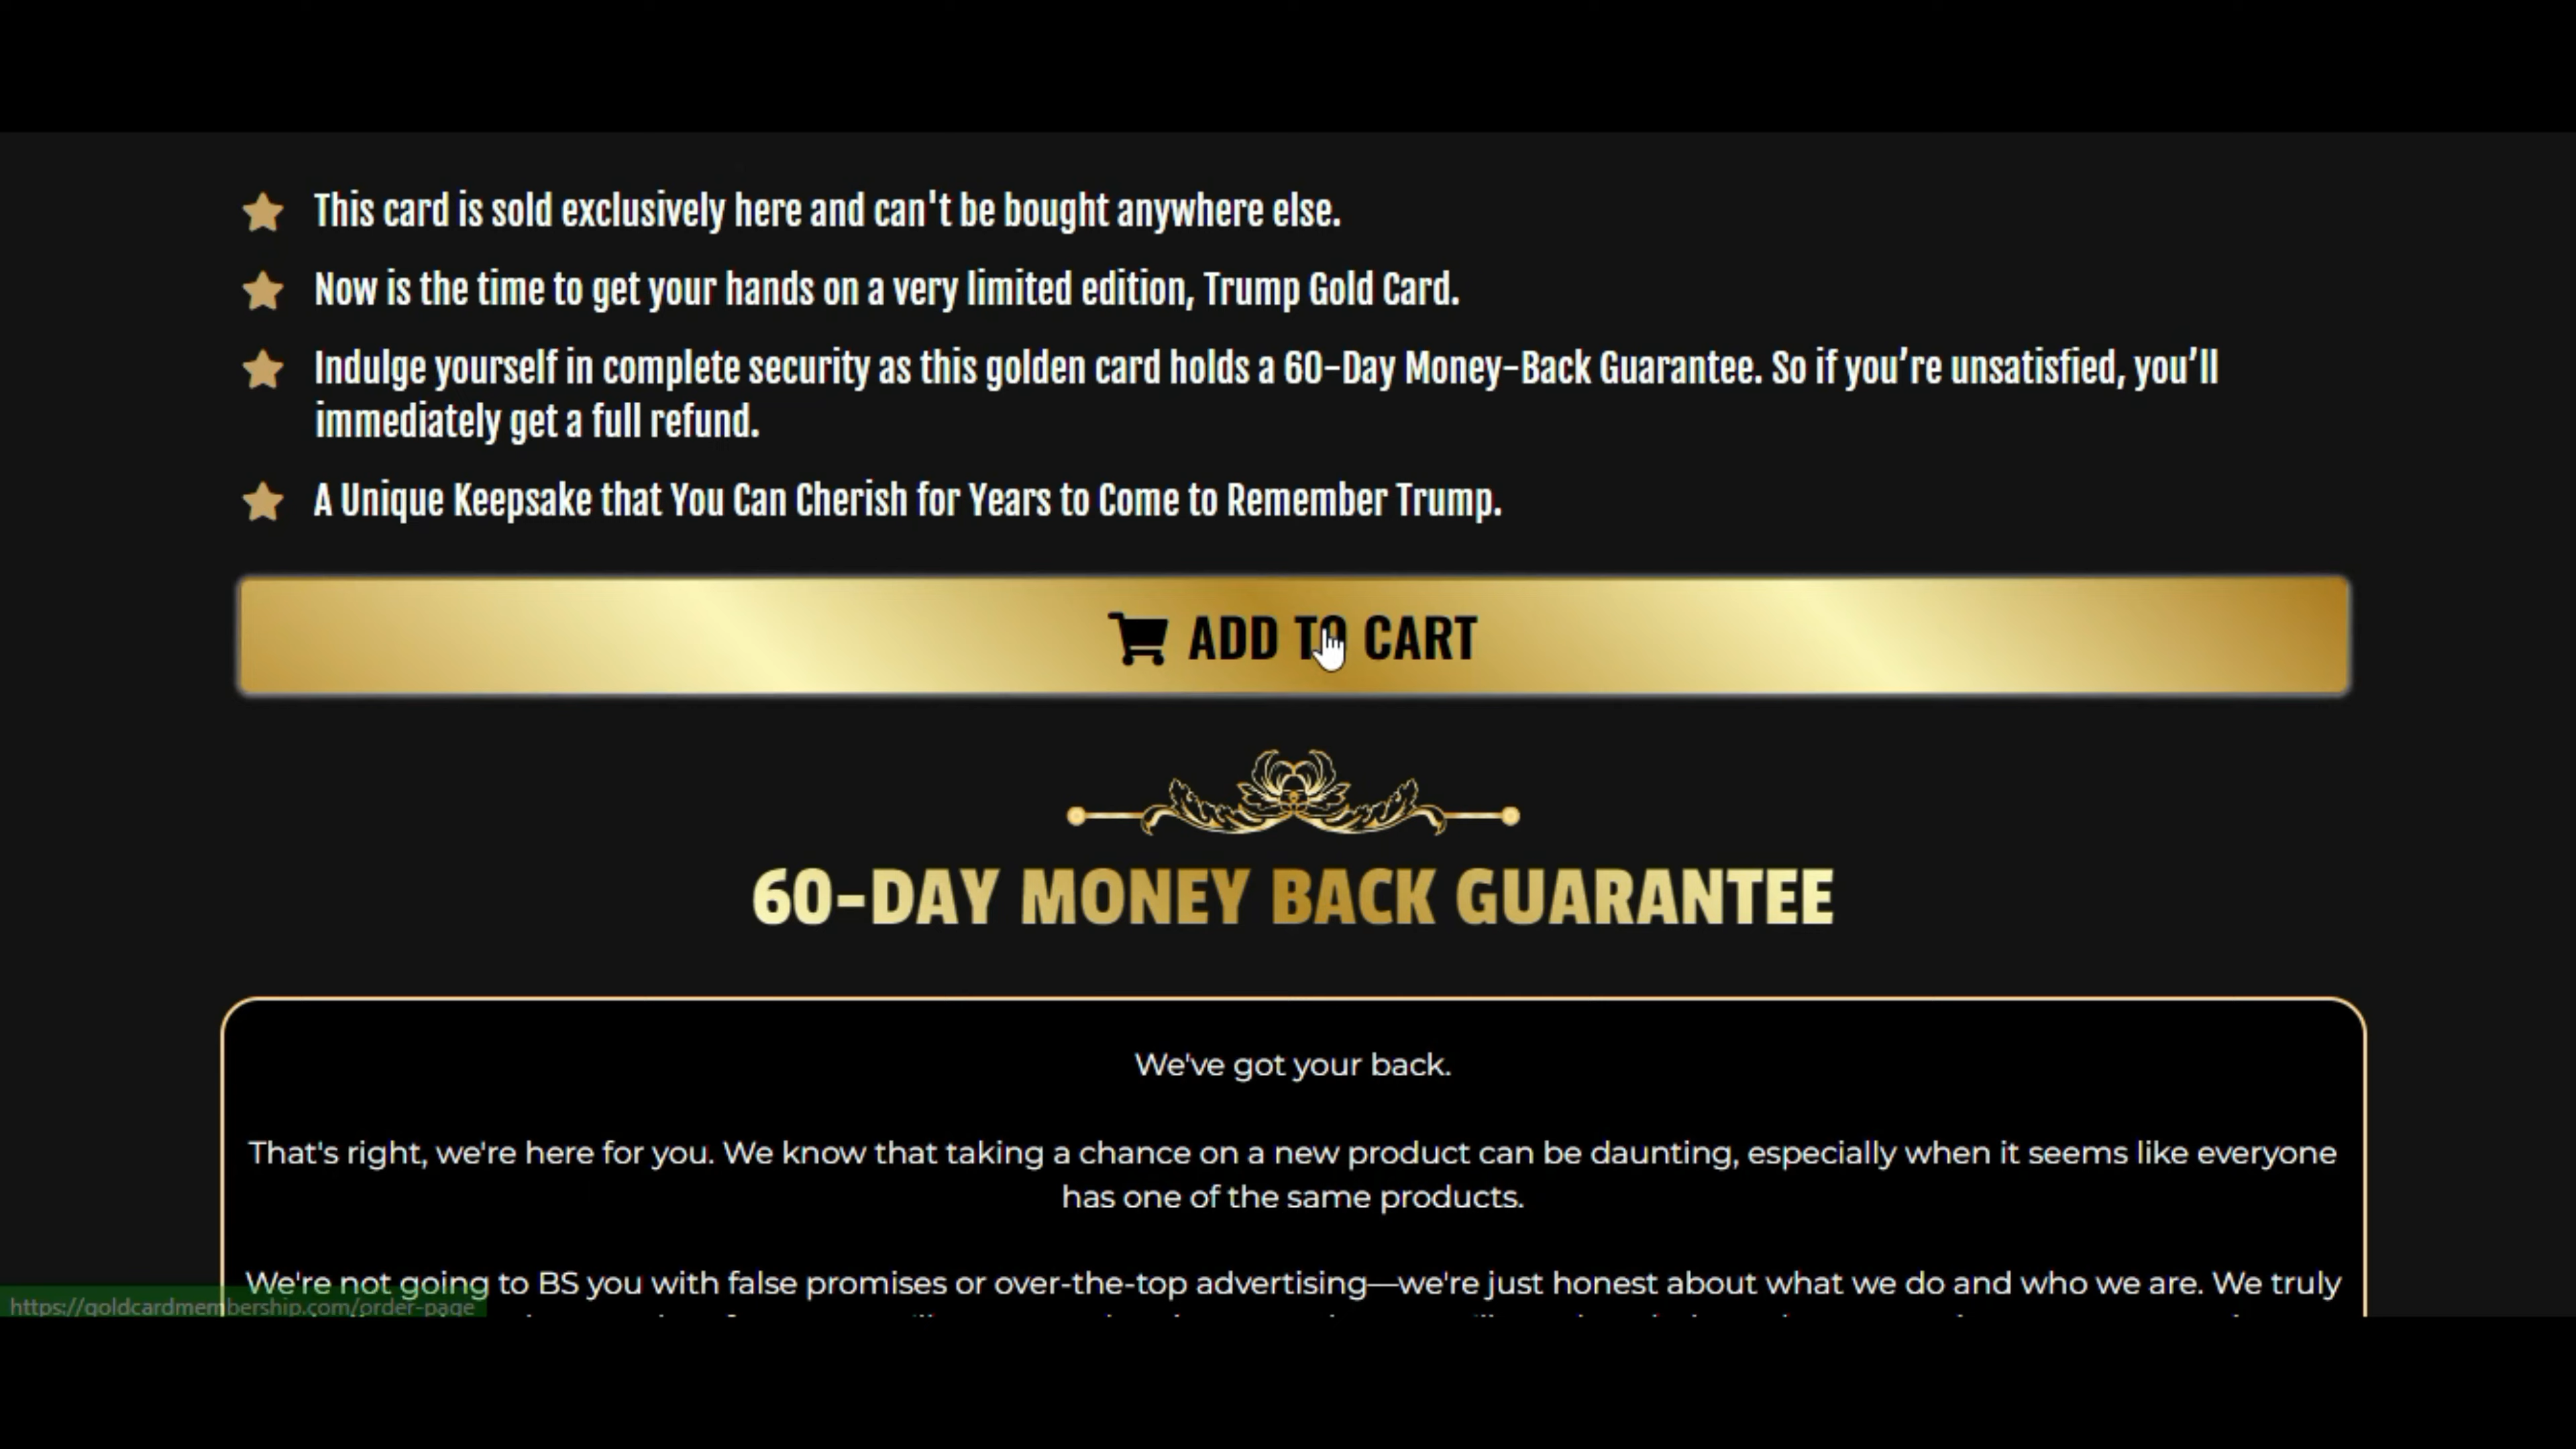 This card is sold exclusively here and can't be bought anywhere else.
Now is the time to get your hands on a very limited edition, Trump Gold Card.
Indulge yourself in complete security as this golden card holds a 60-Day Money-Back Guarantee. So if you’re unsatisfied, you’ll
immediately get a full refund.
A Unique Keepsake that You Can Cherish for Years to Come to Remember Trump.
ADD TO CART
60-DAY MONEY BACK GUARANTEE
We've got your back.
That's right, we're here for you. We know that taking a chance on a new product can be daunting, especially when it seems like everyone
has one of the same products.
We're not going to BS you with false promises or over-the-top advertising—we're just honest about what we do and who we are. We truly
https://goldcardmembership.com/order-page